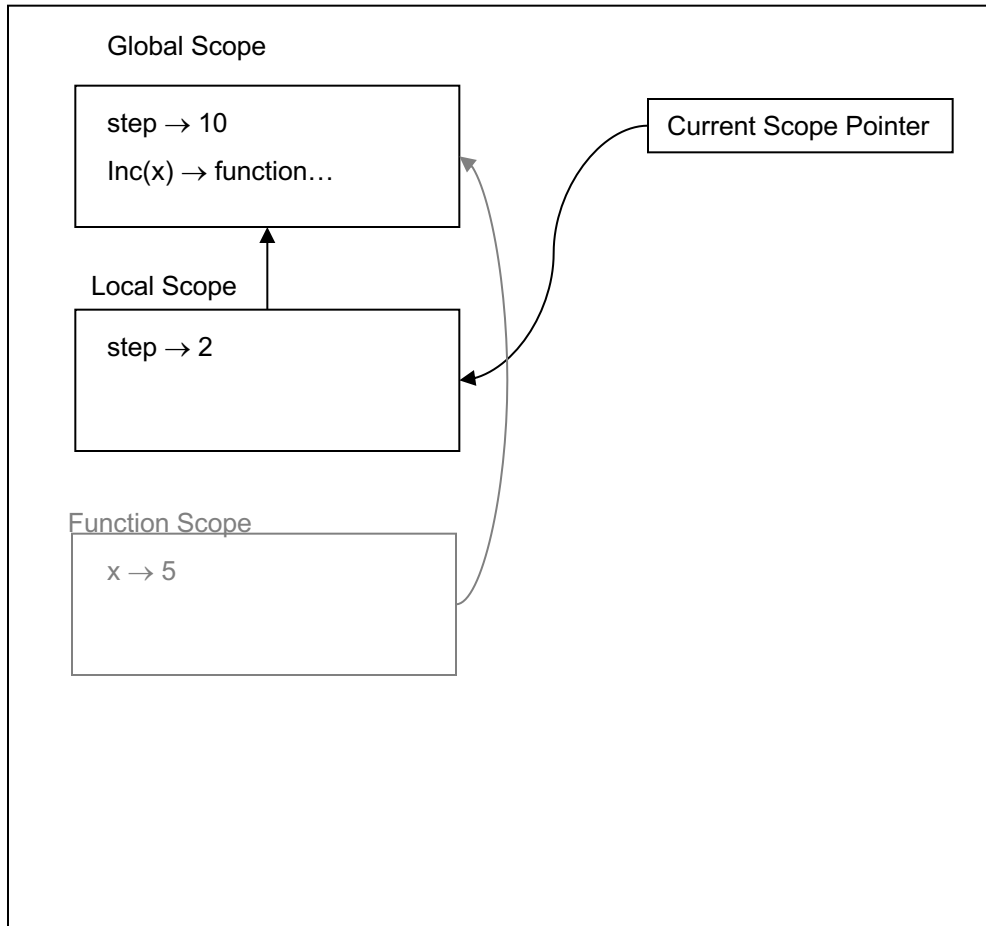 Global Scope
step → 10
Inc(x) → function…
Current Scope Pointer
Local Scope
step → 2
Function Scope
x → 5